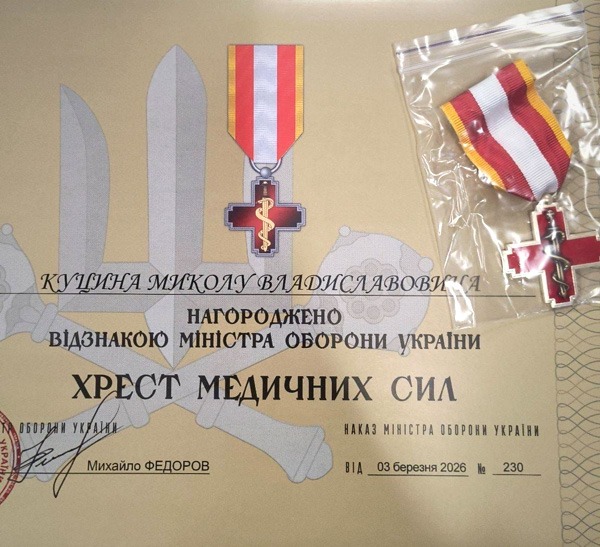 КУЦИНА МИКОЛУ ВЛАДИСЛАВОВИЧА
НАГОРОДЖЕНО
ВІДЗНАКОЮ МІНІСТРА ОБОРОНИ УКРАЇНИ
ХРЕСТ МЕДИЧНИХ СИЛ
ОБОРОНИ УКРАЇНИ
Михайло ФЕДОРОВ
НАКАЗ МІНІСТРА ОБОРОНИ УКРАЇНИ
ВІД 03 березня 2026 № 230